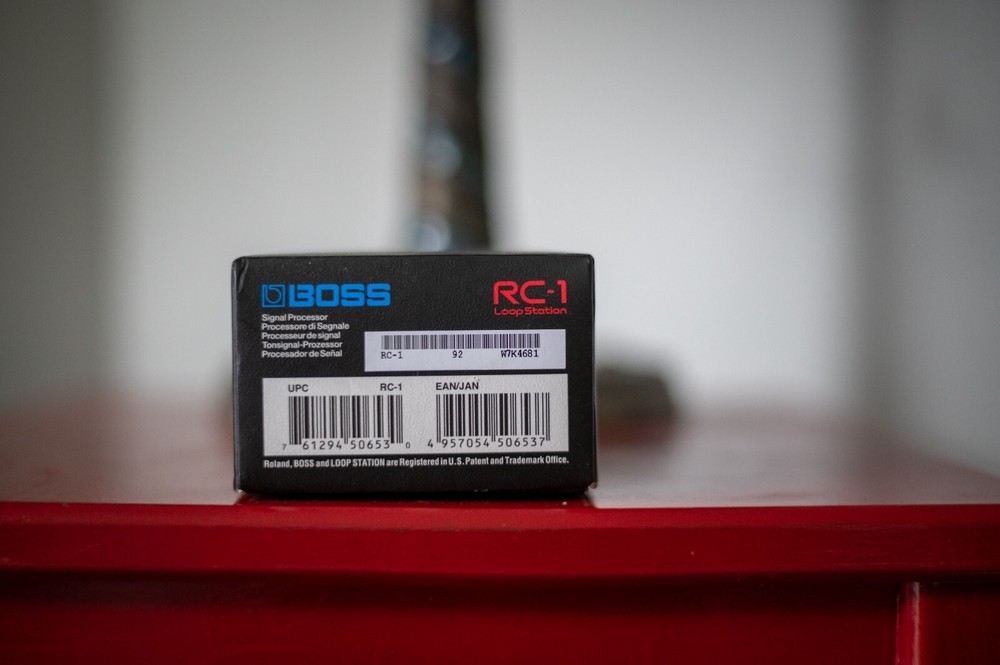 BOSS
RC-1
Loop Station
Signal Processor
Processore di Segnale
Processeur de signal
Tonsignal-Prozessor
Procesador de Señal
RC-1 92 W7K4681
UPC RC-1 EAN/JAN
7 61294 50653 0 4 957054 506537
Roland, BOSS and LOOP STATION are Registered in U.S. Patent and Trademark Office.